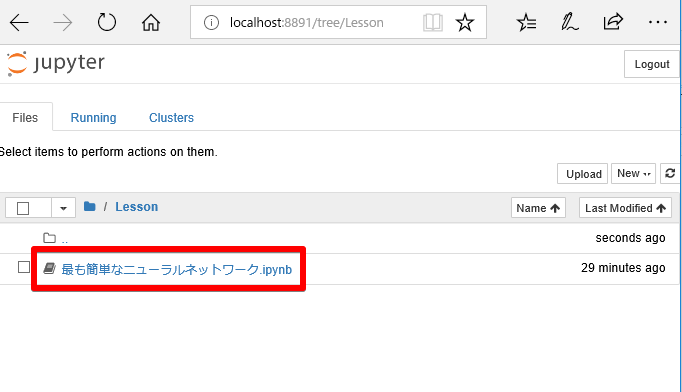 localhost:8891/tree/Lesson
jupyter
Logout
Files Running Clusters
Select items to perform actions on them.
Upload New
/ Lesson Name Last Modified
.. seconds ago
最も簡単なニューラルネットワーク.ipynb 29 minutes ago